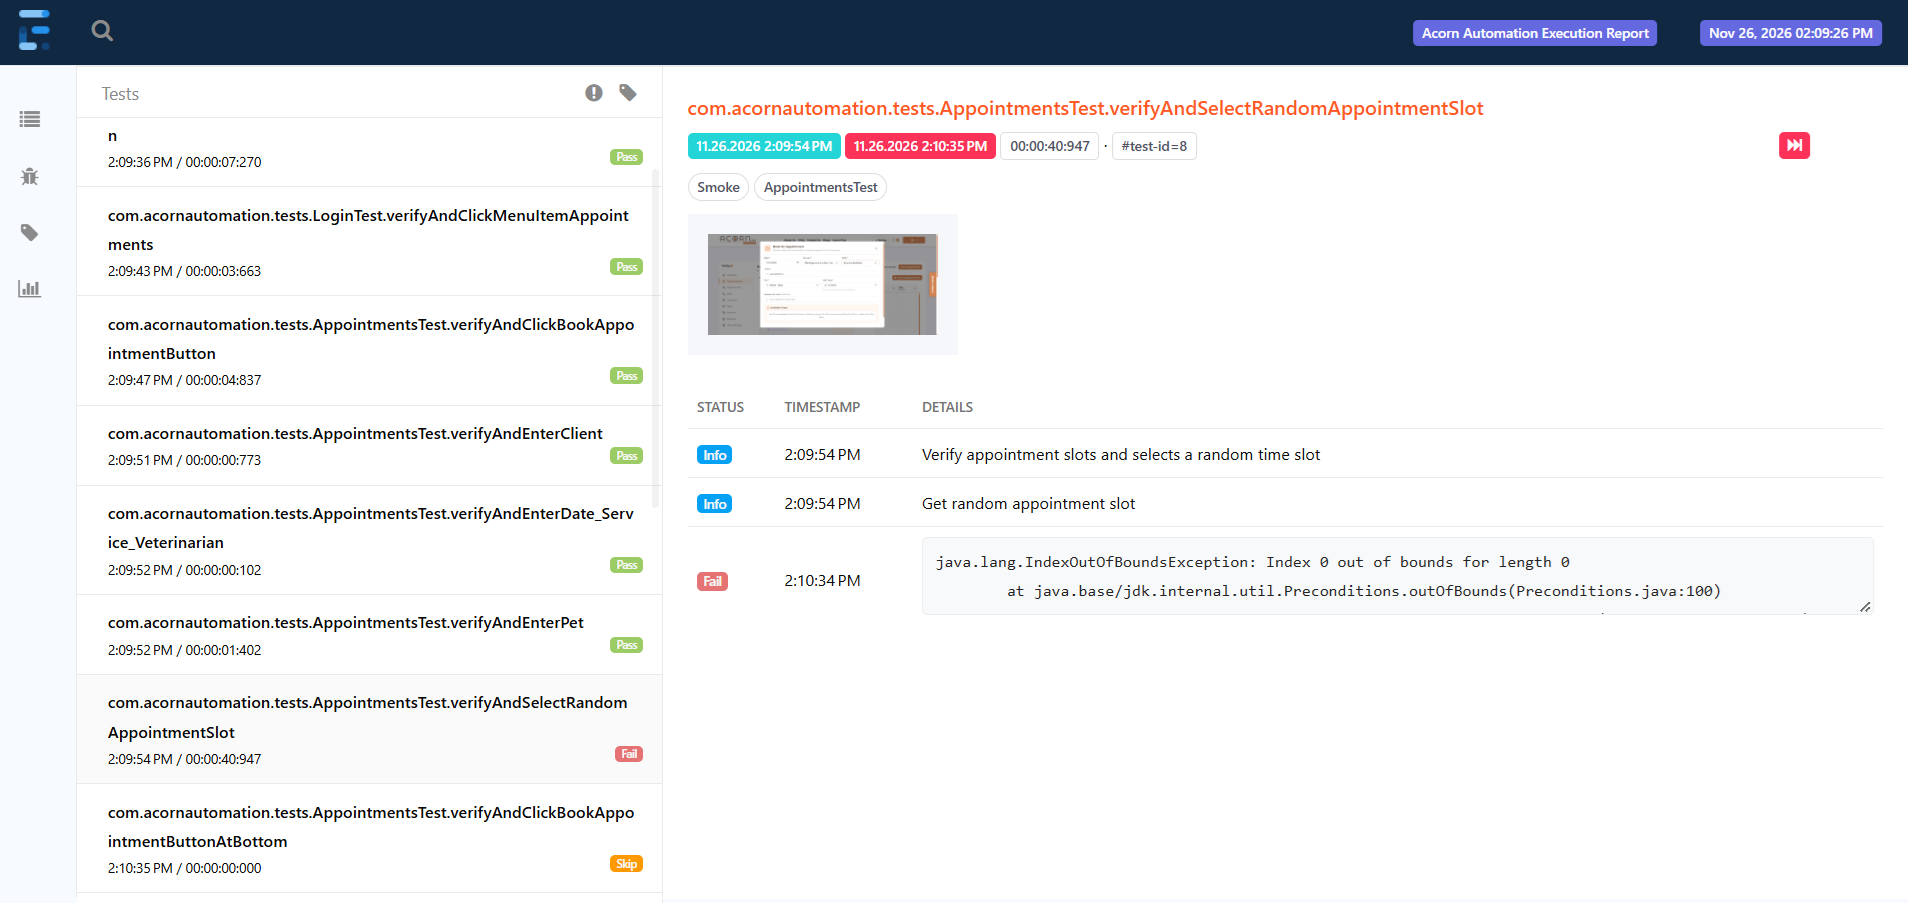 Acorn Automation Execution Report
Nov 26, 2026 02:09:26 PM
Tests
n
2:09:36 PM / 00:00:07:270
Pass
com.acornautomation.tests.LoginTest.verifyAndClickMenuItemAppoint
ments
2:09:43 PM / 00:00:03:663
Pass
com.acornautomation.tests.AppointmentsTest.verifyAndClickBookAppo
intmentButton
2:09:47 PM / 00:00:04:837
Pass
com.acornautomation.tests.AppointmentsTest.verifyAndEnterClient
2:09:51 PM / 00:00:00:773
Pass
com.acornautomation.tests.AppointmentsTest.verifyAndEnterDate_Serv
ice_Veterinarian
2:09:52 PM / 00:00:00:102
Pass
com.acornautomation.tests.AppointmentsTest.verifyAndEnterPet
2:09:52 PM / 00:00:01:402
Pass
com.acornautomation.tests.AppointmentsTest.verifyAndSelectRandom
AppointmentSlot
2:09:54 PM / 00:00:40:947
Fail
com.acornautomation.tests.AppointmentsTest.verifyAndClickBookAppo
intmentButtonAtBottom
2:10:35 PM / 00:00:00:000
Skip
com.acornautomation.tests.AppointmentsTest.verifyAndSelectRandomAppointmentSlot
11.26.2026 2:09:54 PM 11.26.2026 2:10:35 PM 00:00:40:947 · #test-id=8
Smoke AppointmentsTest
ACORN
STATUS TIMESTAMP DETAILS
Info 2:09:54 PM Verify appointment slots and selects a random time slot
Info 2:09:54 PM Get random appointment slot
Fail 2:10:34 PM java.lang.IndexOutOfBoundsException: Index 0 out of bounds for length 0
at java.base/jdk.internal.util.Preconditions.outOfBounds(Preconditions.java:100)